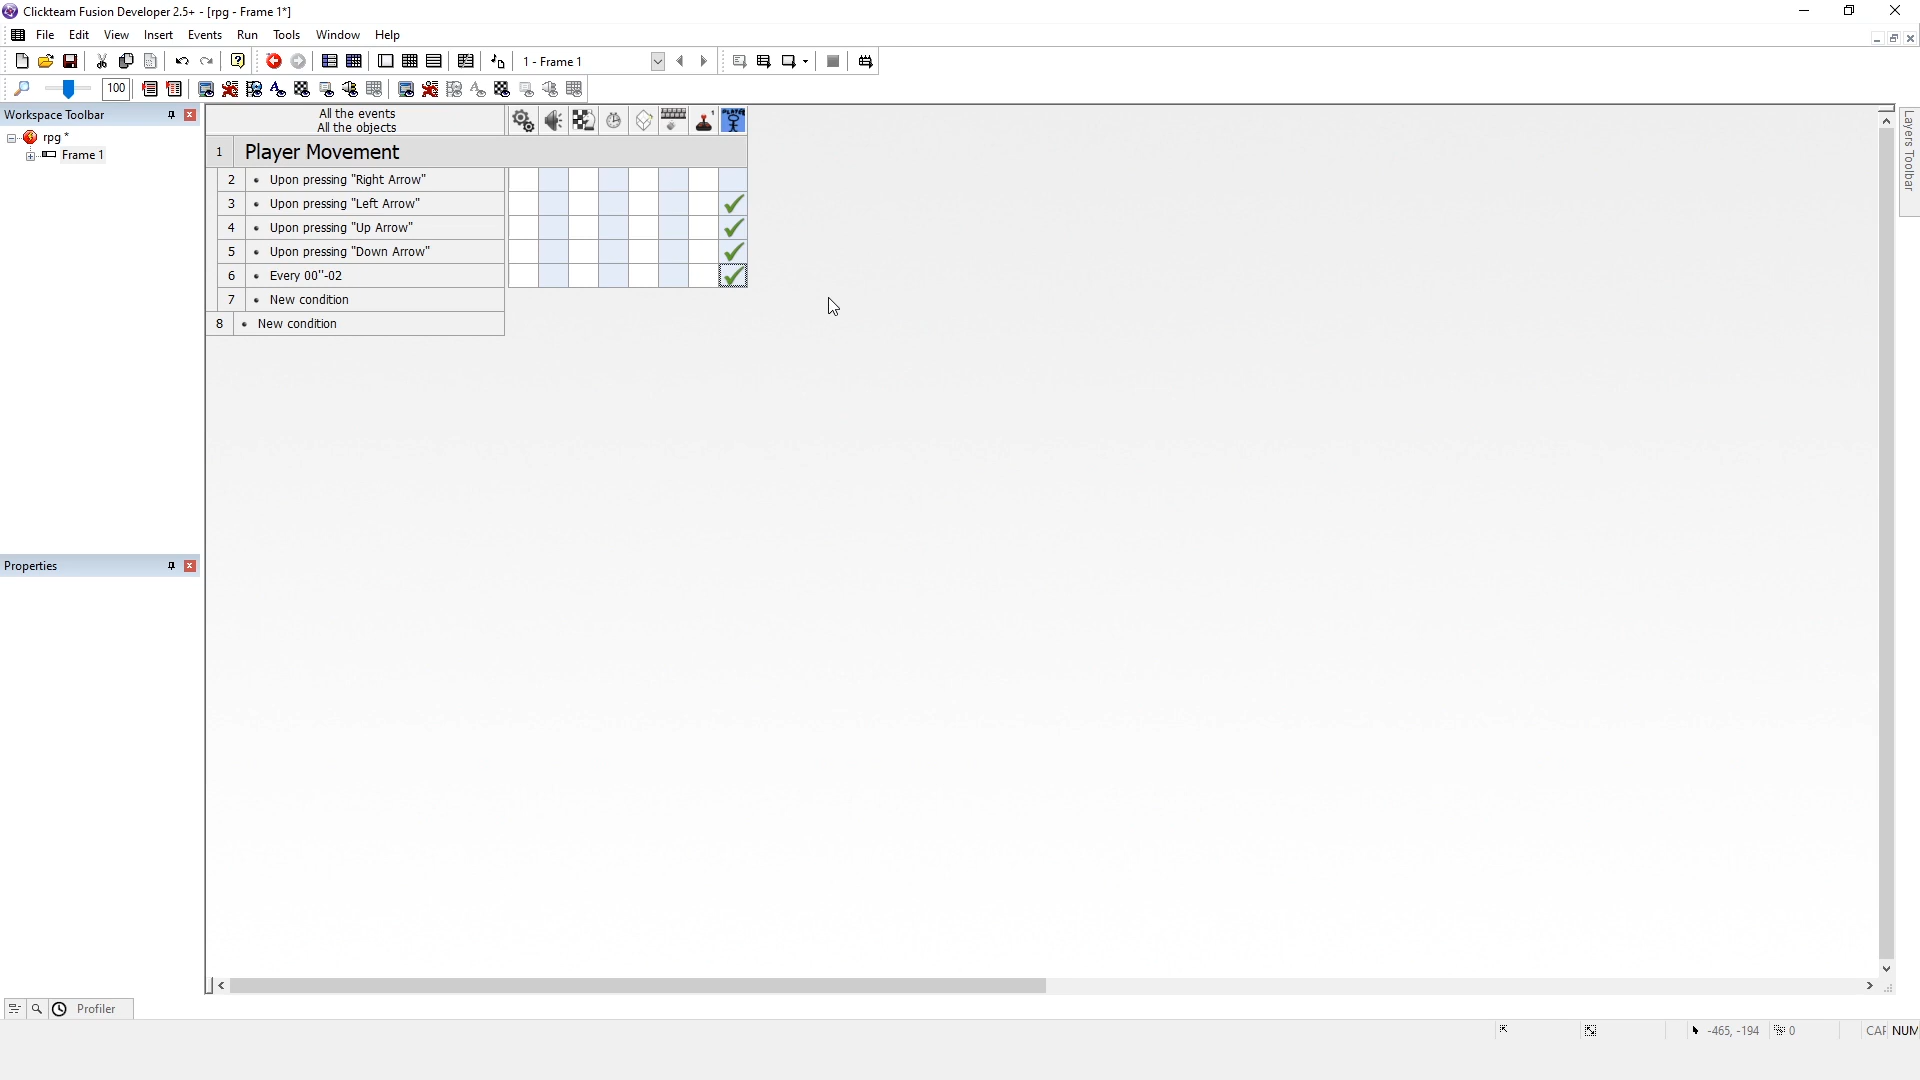 Clickteam Fusion Developer 2.5+ - [rpg - Frame 1*]
File Edit View Insert Events Run Tools Window Help
1 - Frame 1
100
Workspace Toolbar
rpg *
Frame 1
Properties
All the events
All the objects
1 Player Movement
2 • Upon pressing "Right Arrow"
3 • Upon pressing "Left Arrow"
4 • Upon pressing "Up Arrow"
5 • Upon pressing "Down Arrow"
6 • Every 00"-02
7 • New condition
8 • New condition
Layers Toolbar
Profiler
-465, -194 0 CAP NUM